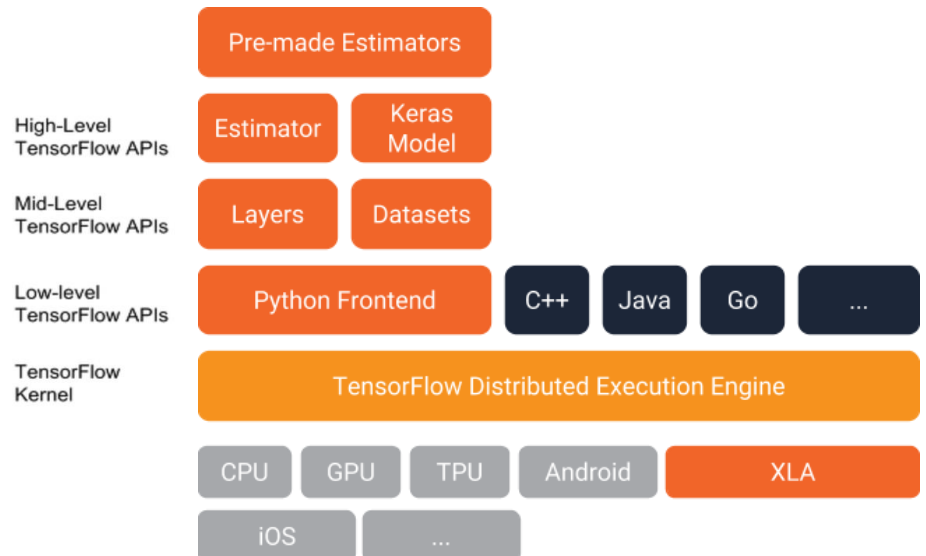 Pre-made Estimators
High-Level
TensorFlow APIs
Estimator
Keras
Model
Mid-Level
TensorFlow APIs
Layers
Datasets
Low-level
TensorFlow APIs
Python Frontend
C++
Java
Go
...
TensorFlow
Kernel
TensorFlow Distributed Execution Engine
CPU
GPU
TPU
Android
XLA
iOS
...